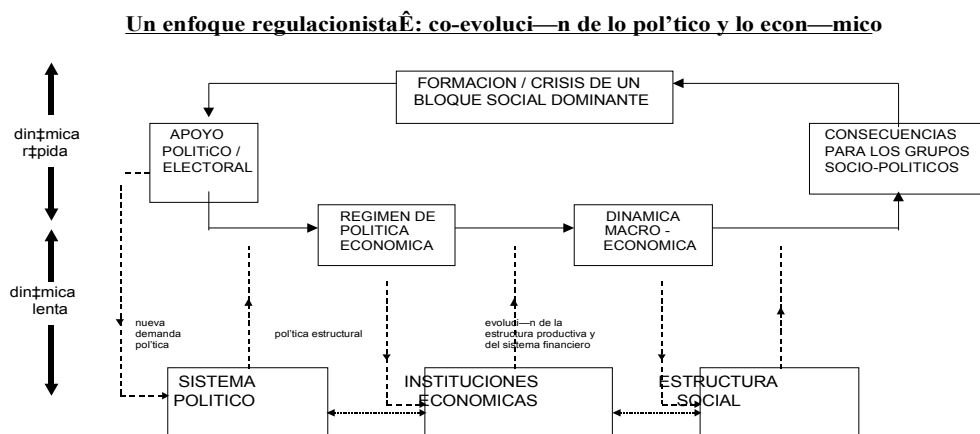 Un enfoque regulacionistaÊ: co-evoluci—n de lo pol'tico y lo econ—mico
FORMACION / CRISIS DE UN
BLOQUE SOCIAL DOMINANTE
din‡mica
r‡pida
APOYO
POLITiCO /
ELECTORAL
CONSECUENCIAS
PARA LOS GRUPOS
SOCIO-POLITICOS
REGIMEN DE
POLITICA
ECONOMICA
DINAMICA
MACRO -
ECONOMICA
din‡mica
lenta
nueva
demanda
pol'tica
pol'tica estructural
evoluci—n de la
estructura productiva y
del sistema financiero
SISTEMA
POLITICO
INSTITUCIONES
ECONOMICAS
ESTRUCTURA
SOCIAL